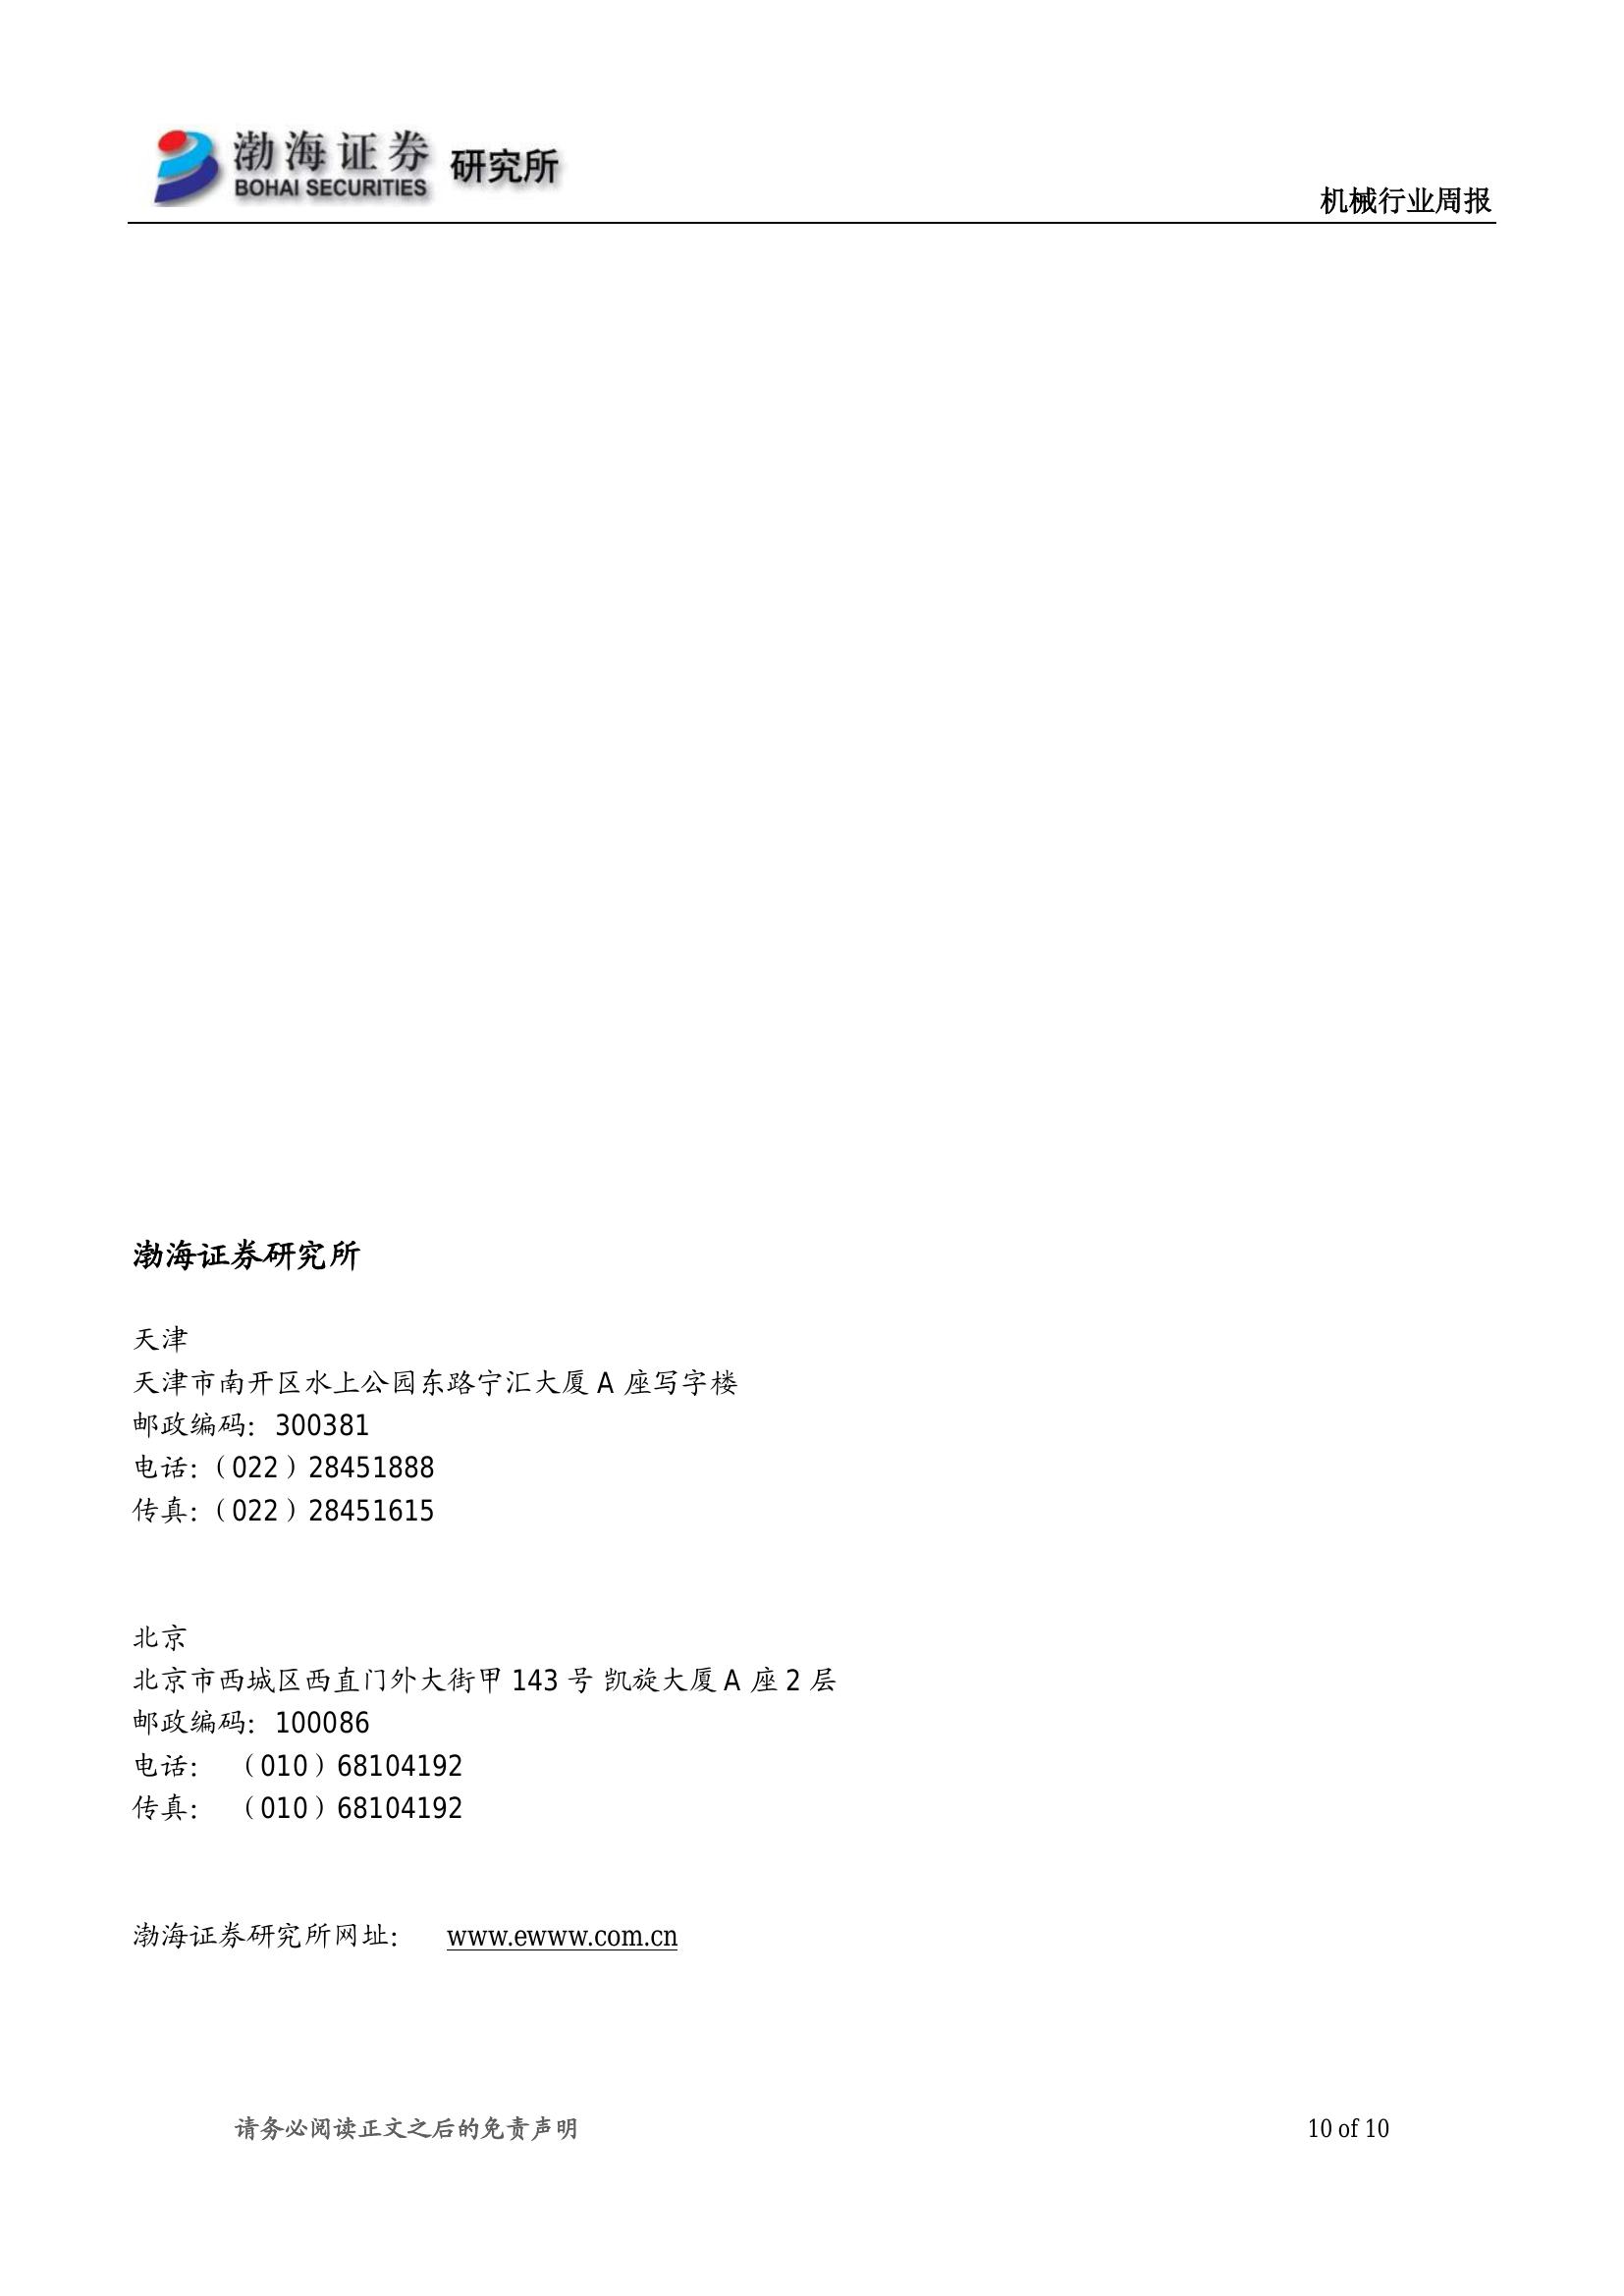 渤海证券 研究所
BOHAI SECURITIES
机械行业周报
渤海证券研究所
天津
天津市南开区水上公园东路宁汇大厦 A 座写字楼
邮政编码：300381
电话：（022）28451888
传真：（022）28451615
北京
北京市西城区西直门外大街甲 143 号 凯旋大厦 A 座 2 层
邮政编码：100086
电话： （010）68104192
传真： （010）68104192
渤海证券研究所网址： www.ewww.com.cn
请务必阅读正文之后的免责声明 10 of 10